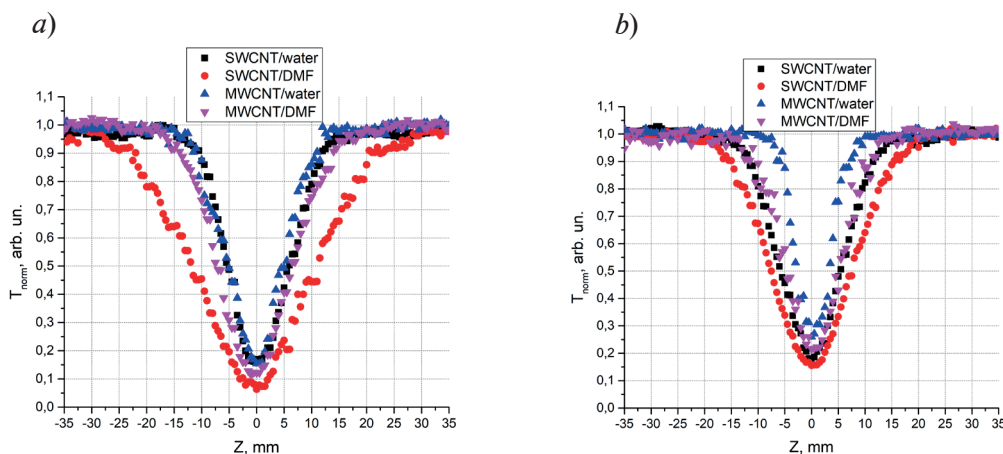 a)
SWCNT/water
SWCNT/DMF
MWCNT/water
MWCNT/DMF
1,1
1,0
0,9
0,8
0,7
0,6
0,5
0,4
0,3
0,2
0,1
0,0
T_norm, arb. un.
-35 -30 -25 -20 -15 -10 -5 0 5 10 15 20 25 30 35
Z, mm
b)
SWCNT/water
SWCNT/DMF
MWCNT/water
MWCNT/DMF
1,1
1,0
0,9
0,8
0,7
0,6
0,5
0,4
0,3
0,2
0,1
0,0
T_norm, arb. un.
-35 -30 -25 -20 -15 -10 -5 0 5 10 15 20 25 30 35
Z, mm